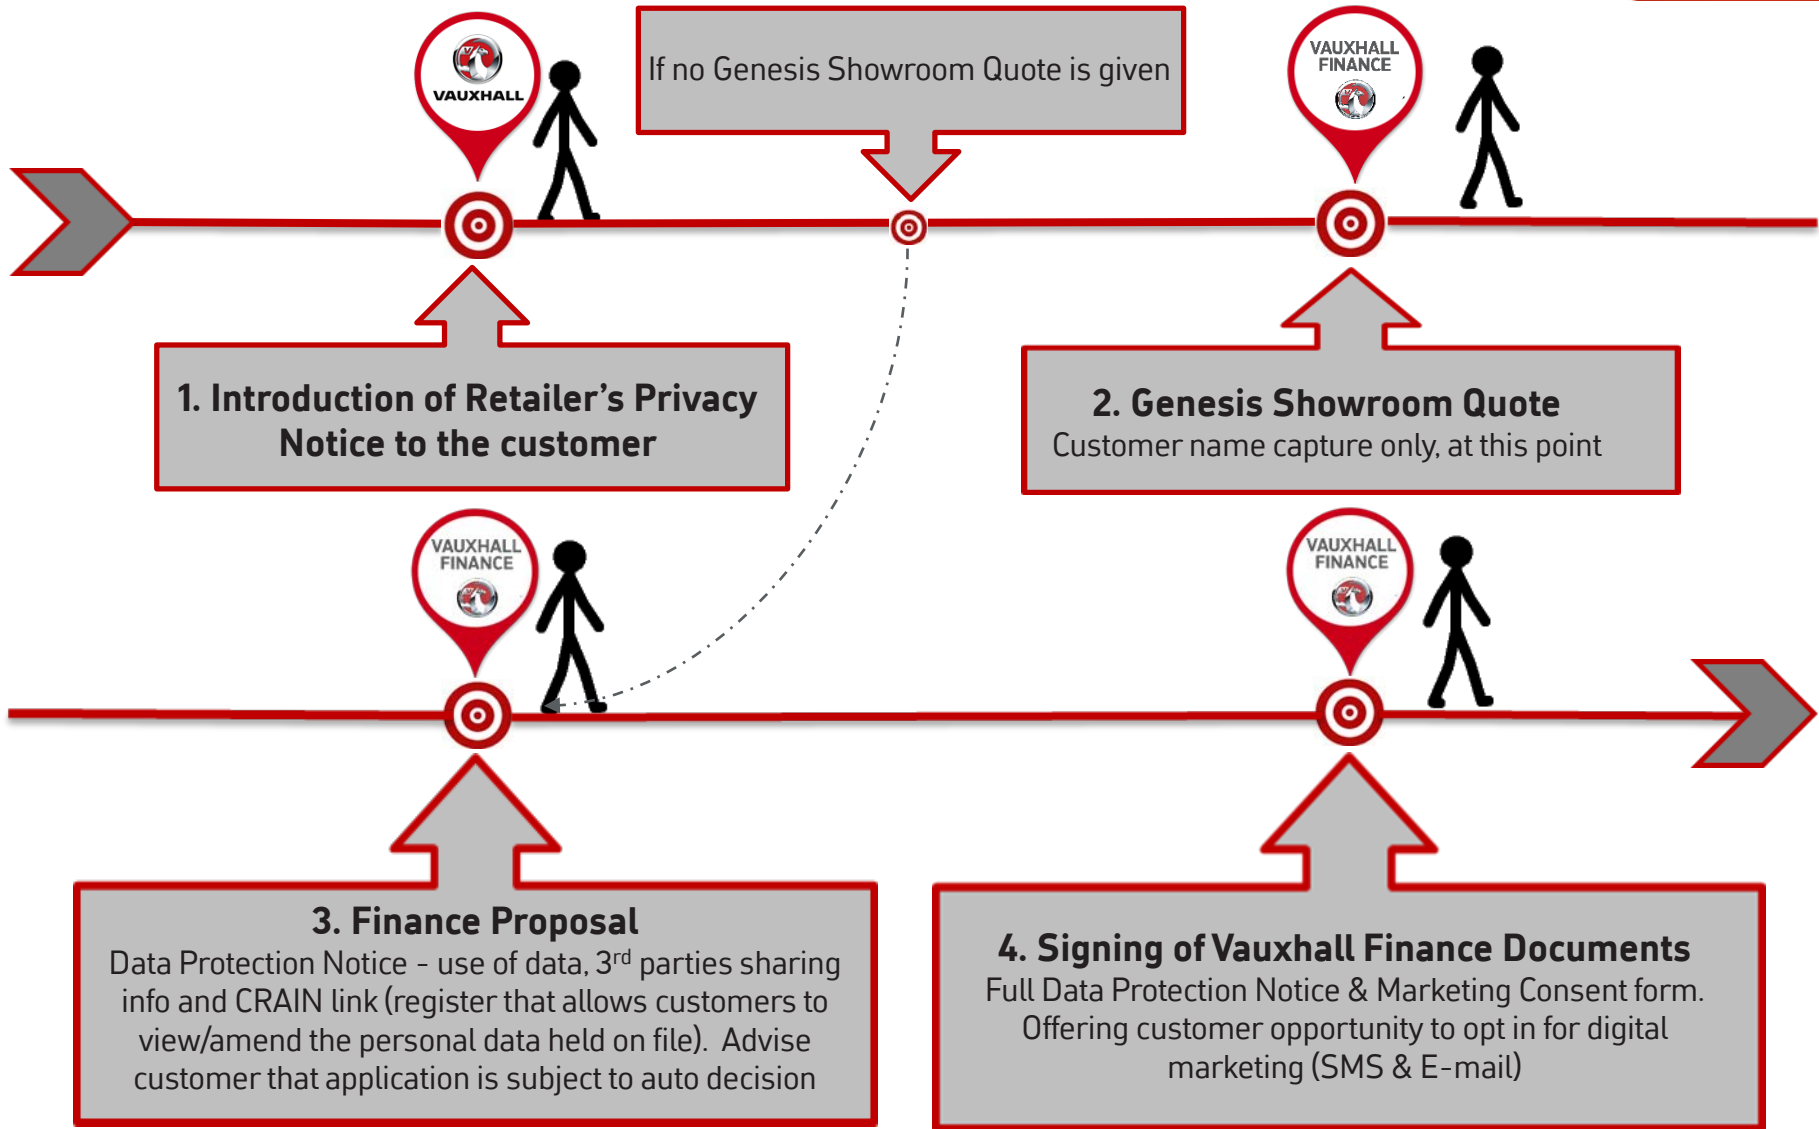 VAUXHALL
If no Genesis Showroom Quote is given
VAUXHALL
FINANCE
1. Introduction of Retailer’s Privacy
Notice to the customer
2. Genesis Showroom Quote
Customer name capture only, at this point
VAUXHALL
FINANCE
VAUXHALL
FINANCE
3. Finance Proposal
Data Protection Notice - use of data, 3rd parties sharing
info and CRAIN link (register that allows customers to
view/amend the personal data held on file). Advise
customer that application is subject to auto decision
4. Signing of Vauxhall Finance Documents
Full Data Protection Notice & Marketing Consent form.
Offering customer opportunity to opt in for digital
marketing (SMS & E-mail)